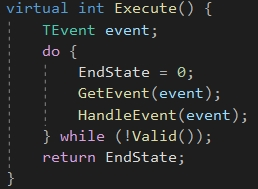 virtual int Execute() {
    TEvent event;
    do {
        EndState = 0;
        GetEvent(event);
        HandleEvent(event);
    } while (!Valid());
    return EndState;
}